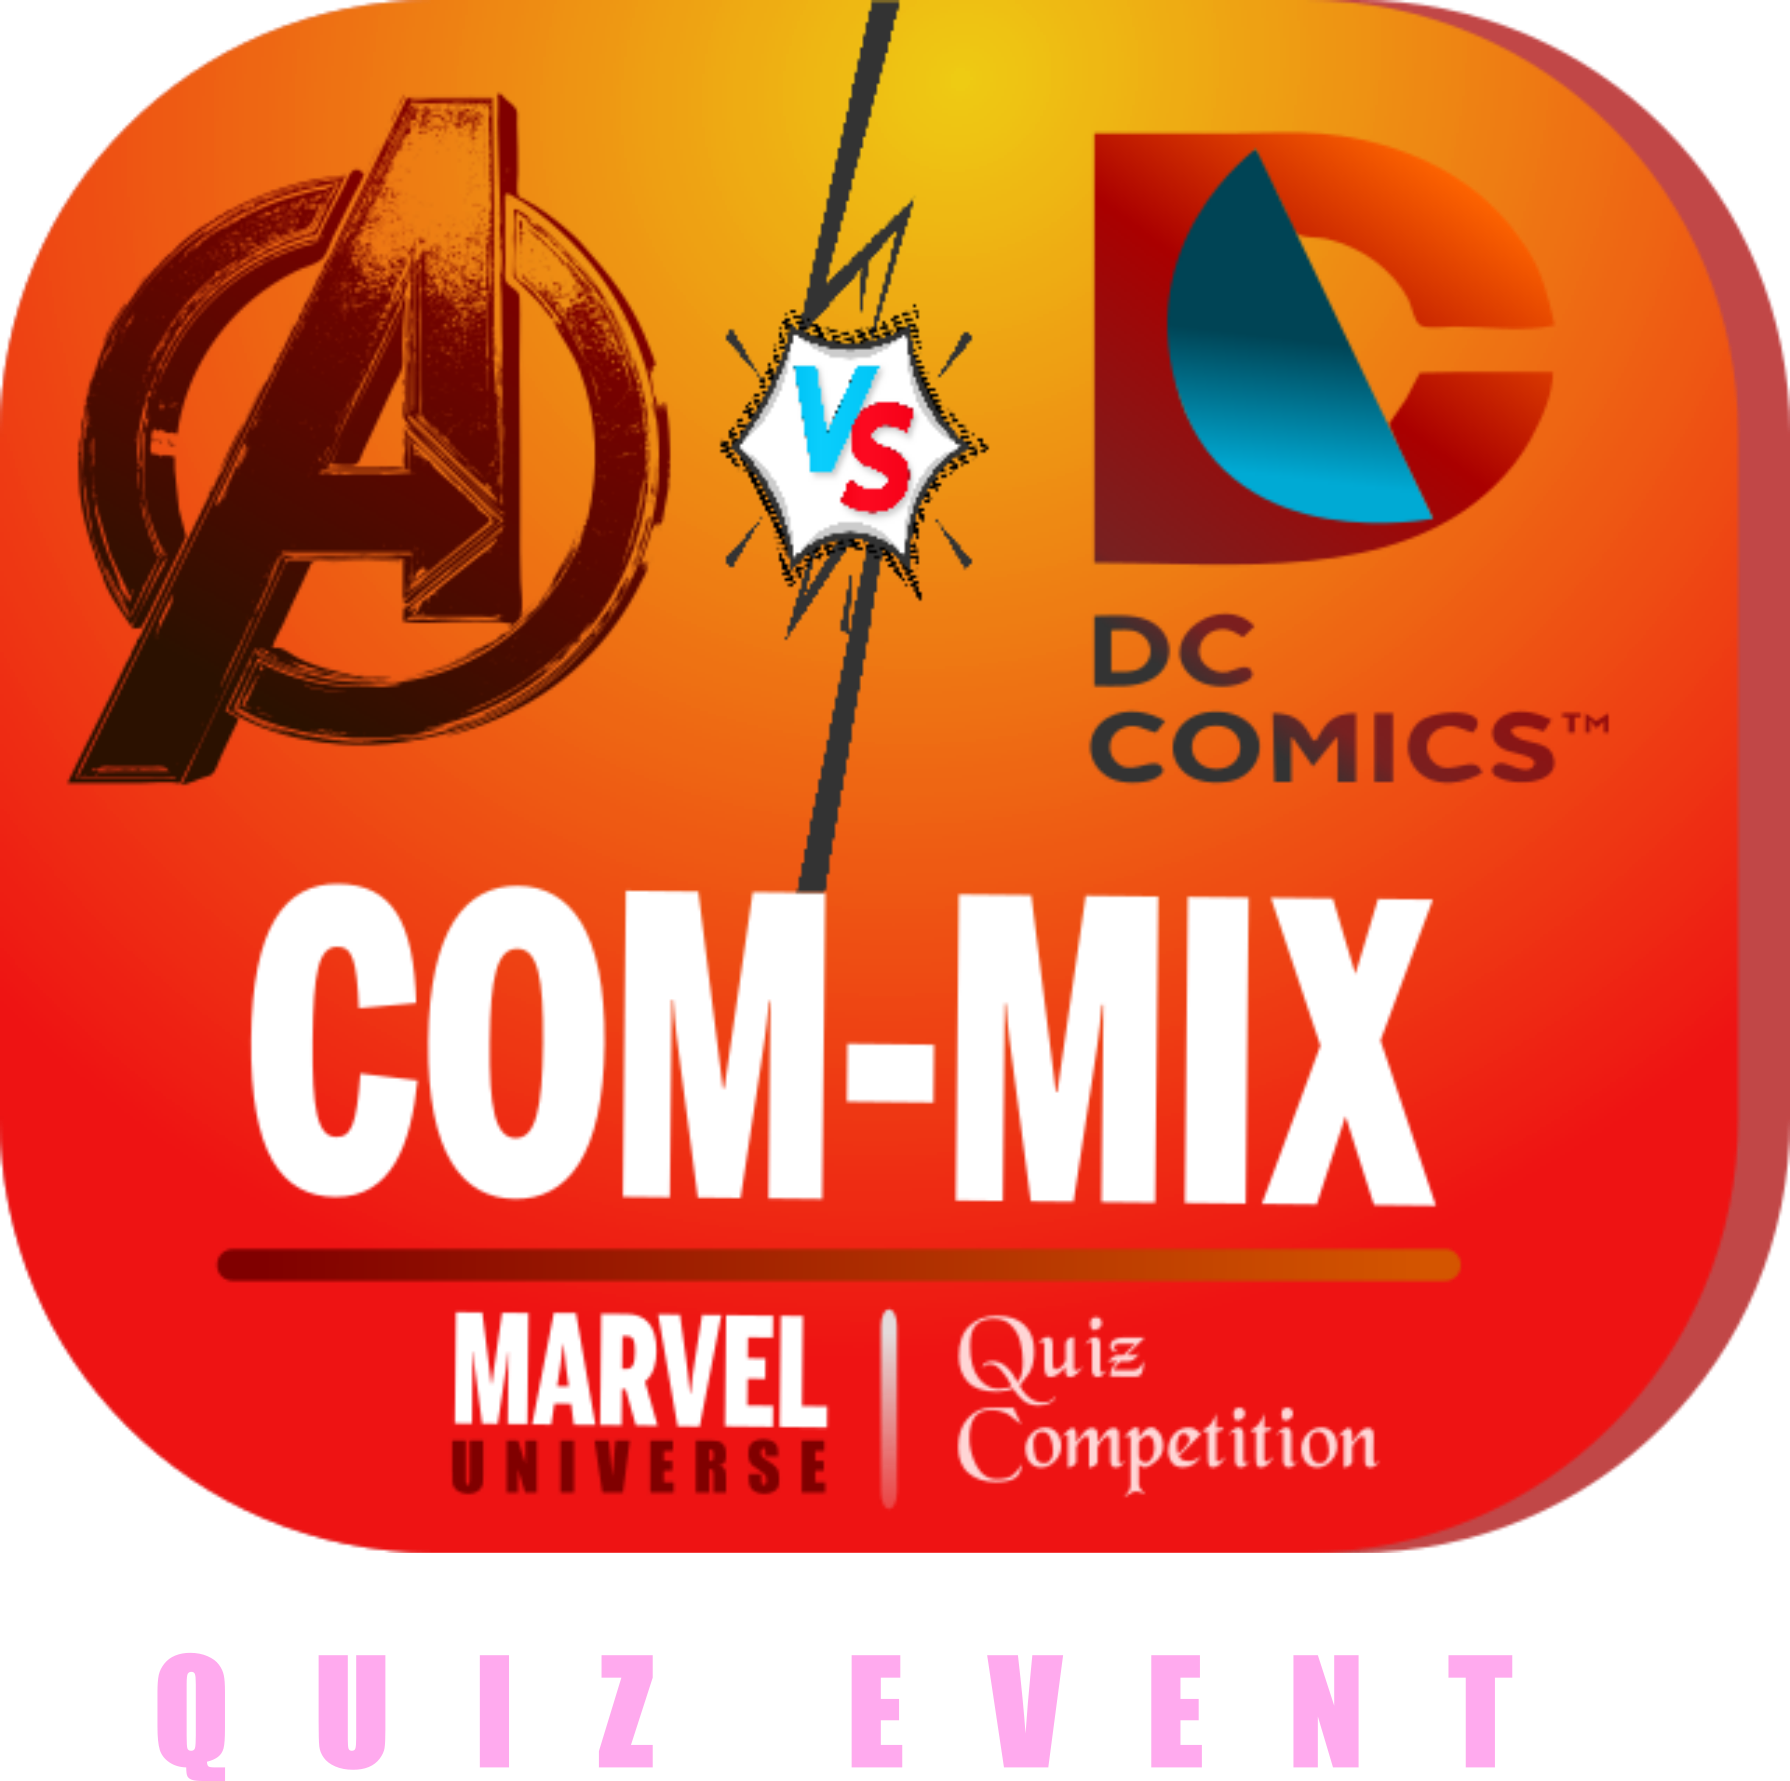 VS
DC
COMICS™
COM-MIX
MARVEL
UNIVERSE
Quiz
Competition
QUIZ EVENT